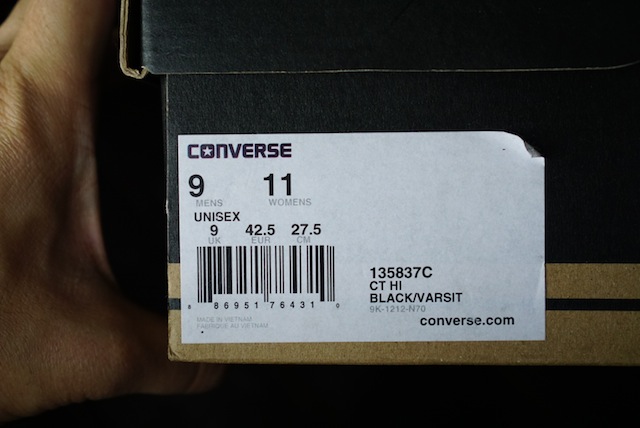 CONVERSE
9 11
MENS WOMENS
UNISEX
9 42.5 27.5
UK EUR CM
8 86951 76431 0
MADE IN VIETNAM
FABRIQUE AU VIETNAM
135837C
CT HI
BLACK/VARSIT
9K-1212-N70
converse.com